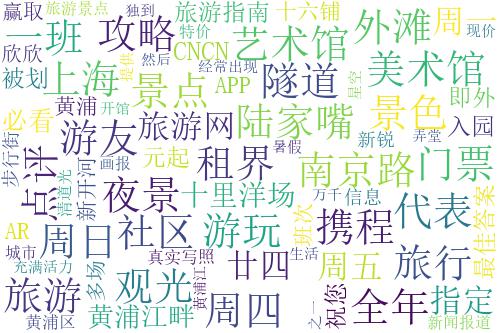 赢取 旅游景点 独到 旅游指南 十六铺 现价
一班 攻略 特价 CNCN 艺术馆 外滩 周一
欣欣 然后 提供 经常出现 APP 星空 美术馆
被划 上海 景点 隧道 即外
必看 黄浦 开馆 旅游网 陆家嘴 景色 入园
步行街 游友 画报 元起 租界 暑假 新锐 弄堂 门票
点评 清道光 新开河 夜景 十里洋场 南京路 万千 信息
AR 周日 社区 游玩 班次 携程 代表 最佳答案
城市 多场 真实写照 廿四 生活 周五 旅行
充满活力 旅游 观光 黄浦江照 周四 祝您 全年 指定
黄浦区 黄浦江畔 之一 新闻报道